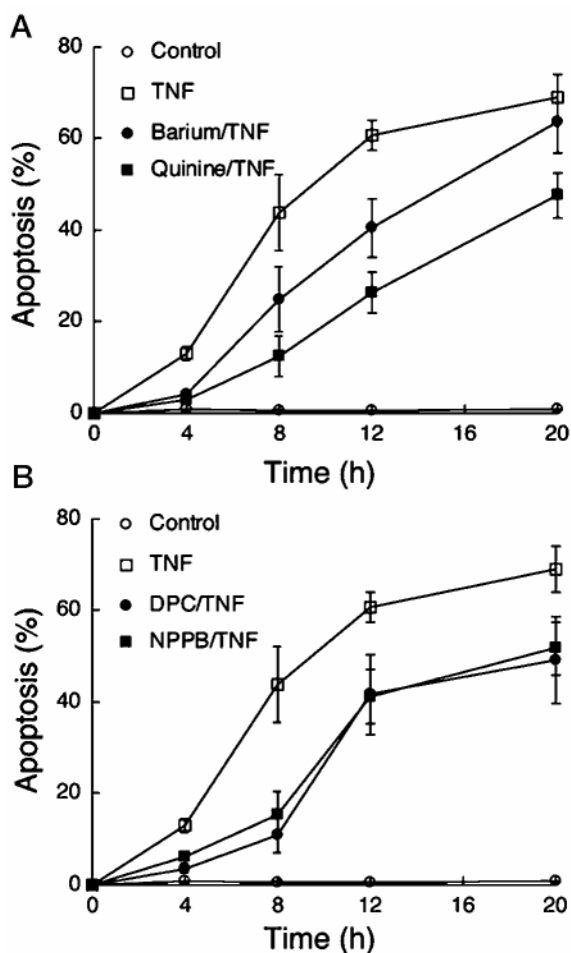 A
80
60
40
20
0
Apoptosis (%)
Control
TNF
Barium/TNF
Quinine/TNF
0 4 8 12 16 20
Time (h)
B
80
60
40
20
0
Apoptosis (%)
Control
TNF
DPC/TNF
NPPB/TNF
0 4 8 12 16 20
Time (h)